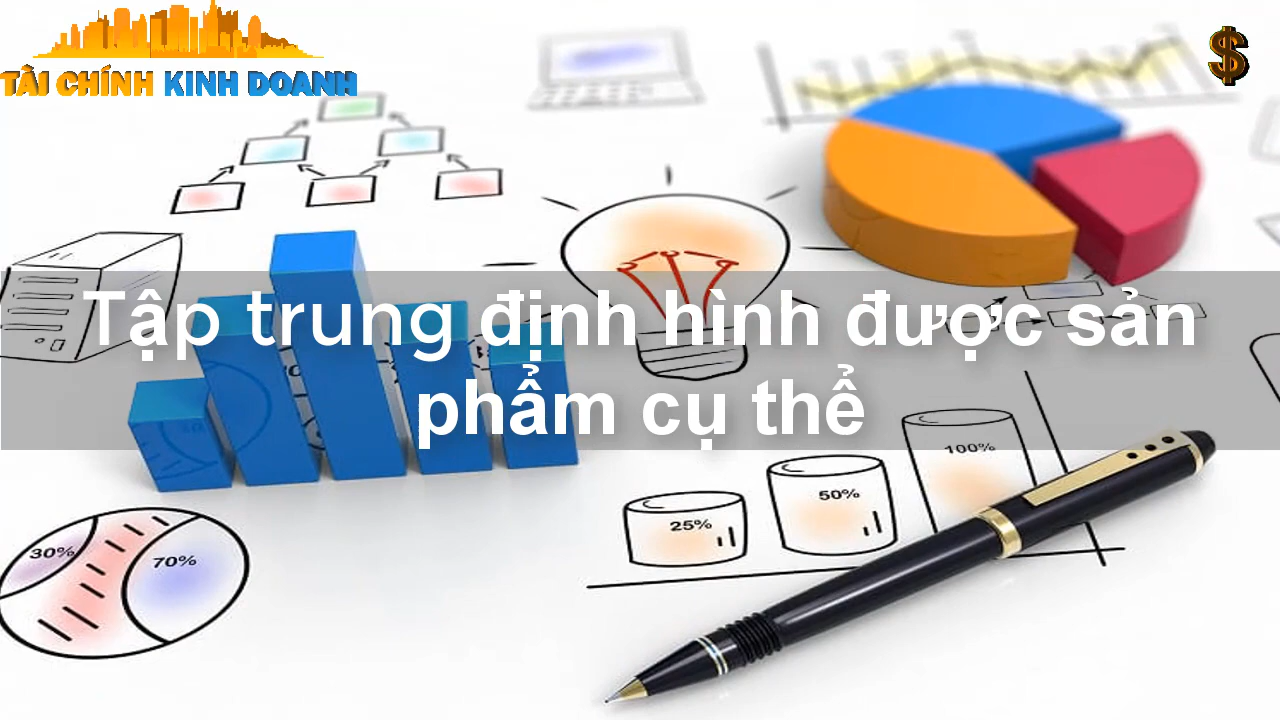 TÀI CHÍNH KINH DOANH
$
Tập trung định hình được sản
phẩm cụ thể
100%
50%
25%
30%
70%